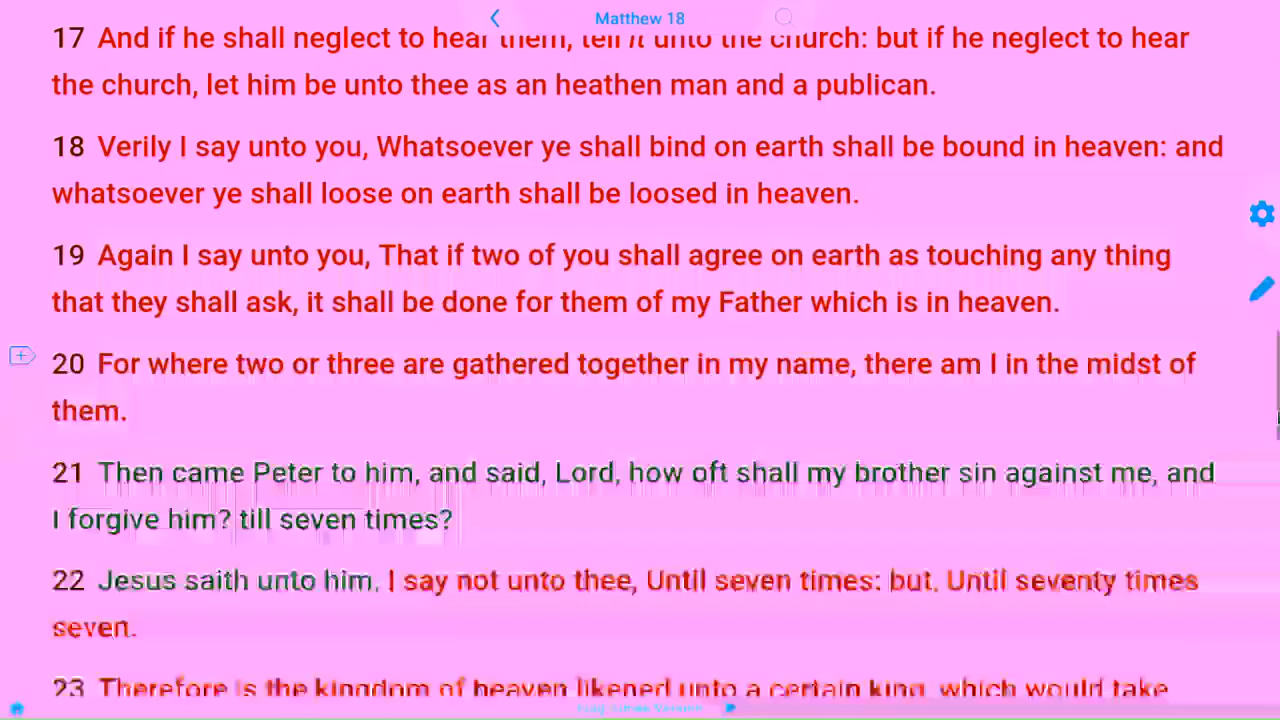 Matthew 18
17 And if he shall neglect to hear them, tell it unto the church: but if he neglect to hear
the church, let him be unto thee as an heathen man and a publican.
18 Verily I say unto you, Whatsoever ye shall bind on earth shall be bound in heaven: and
whatsoever ye shall loose on earth shall be loosed in heaven.
19 Again I say unto you, That if two of you shall agree on earth as touching any thing
that they shall ask, it shall be done for them of my Father which is in heaven.
20 For where two or three are gathered together in my name, there am I in the midst of
them.
21 Then came Peter to him, and said, Lord, how oft shall my brother sin against me, and
I forgive him? till seven times?
22 Jesus saith unto him, I say not unto thee, Until seven times: but, Until seventy times
seven.
23 Therefore is the kingdom of heaven likened unto a certain king, which would take
King James Version